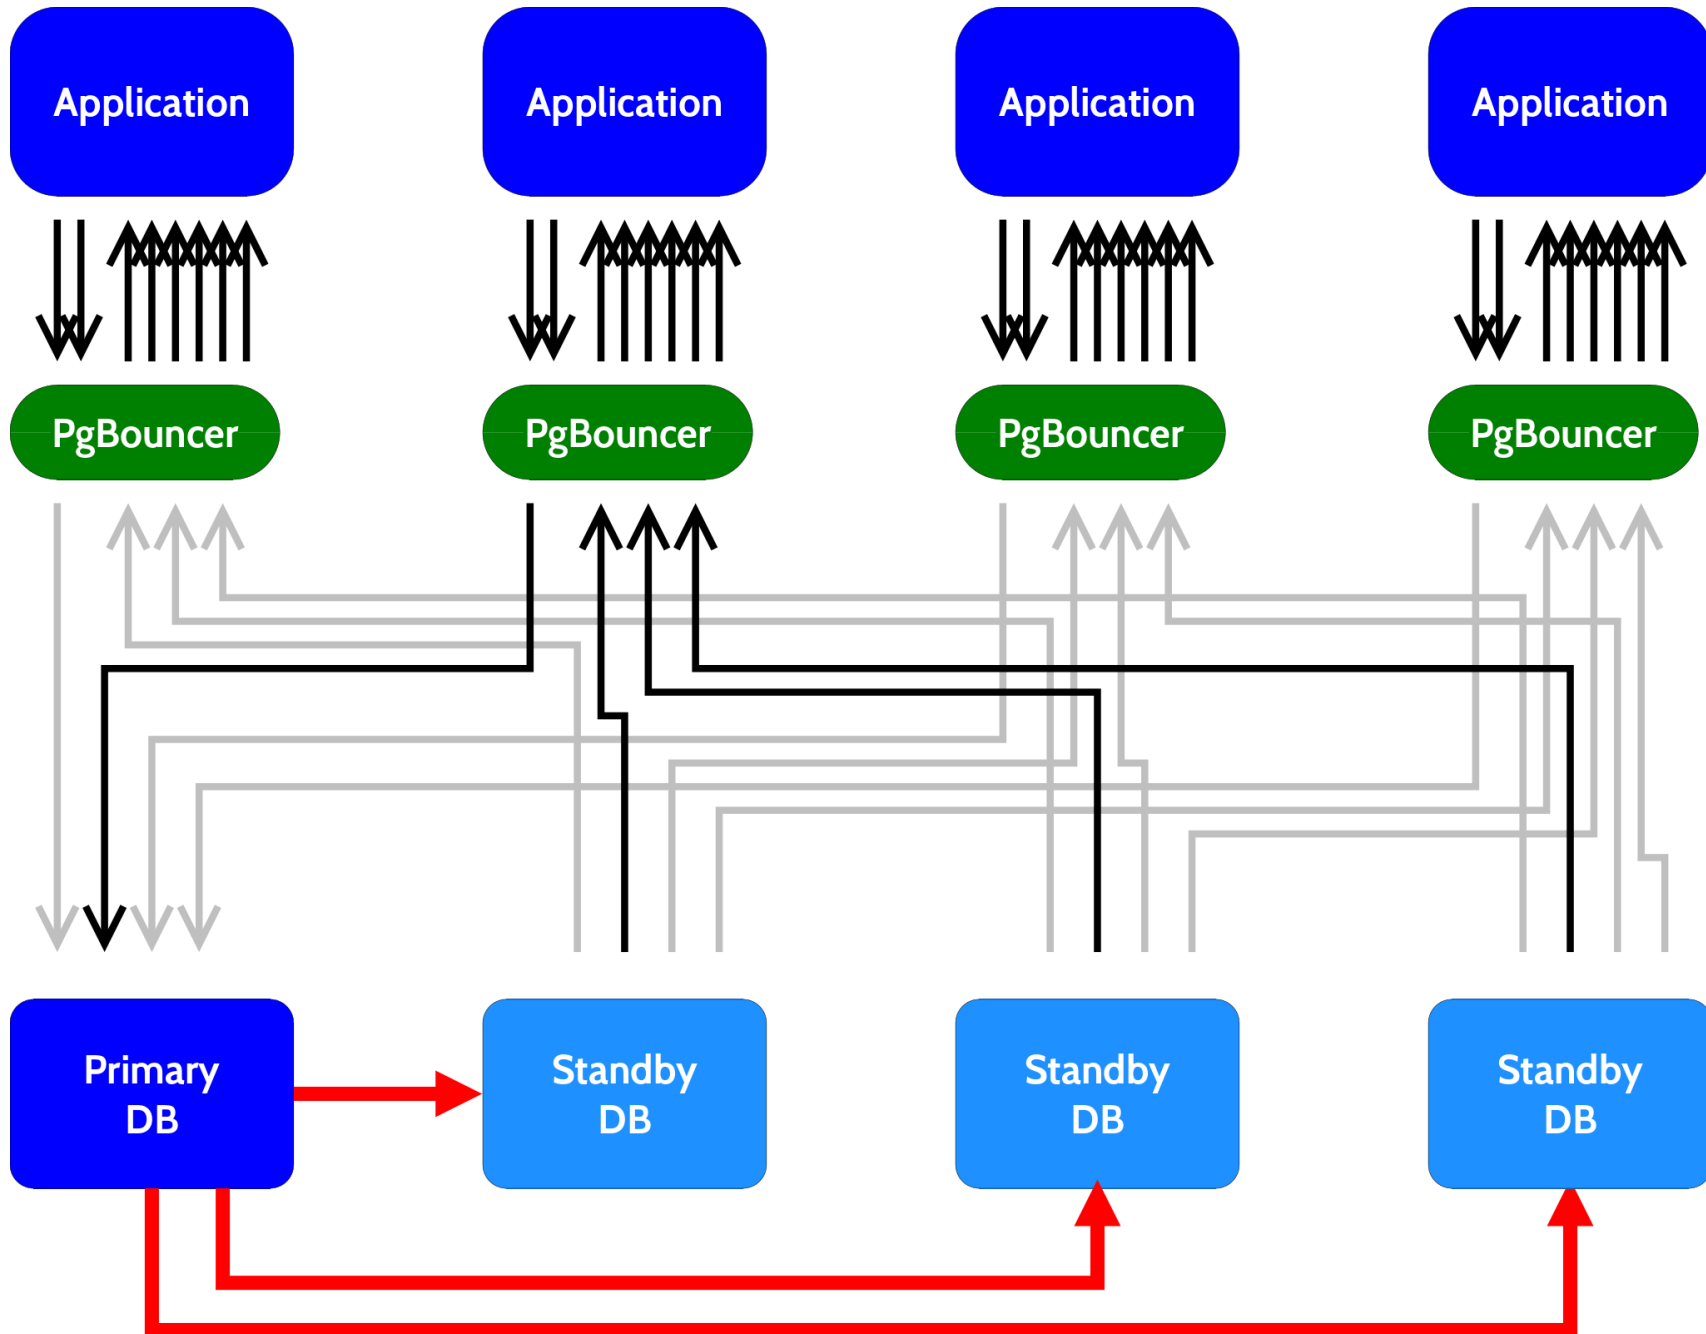 Application
Application
Application
Application
PgBouncer
PgBouncer
PgBouncer
PgBouncer
Primary
DB
Standby
DB
Standby
DB
Standby
DB